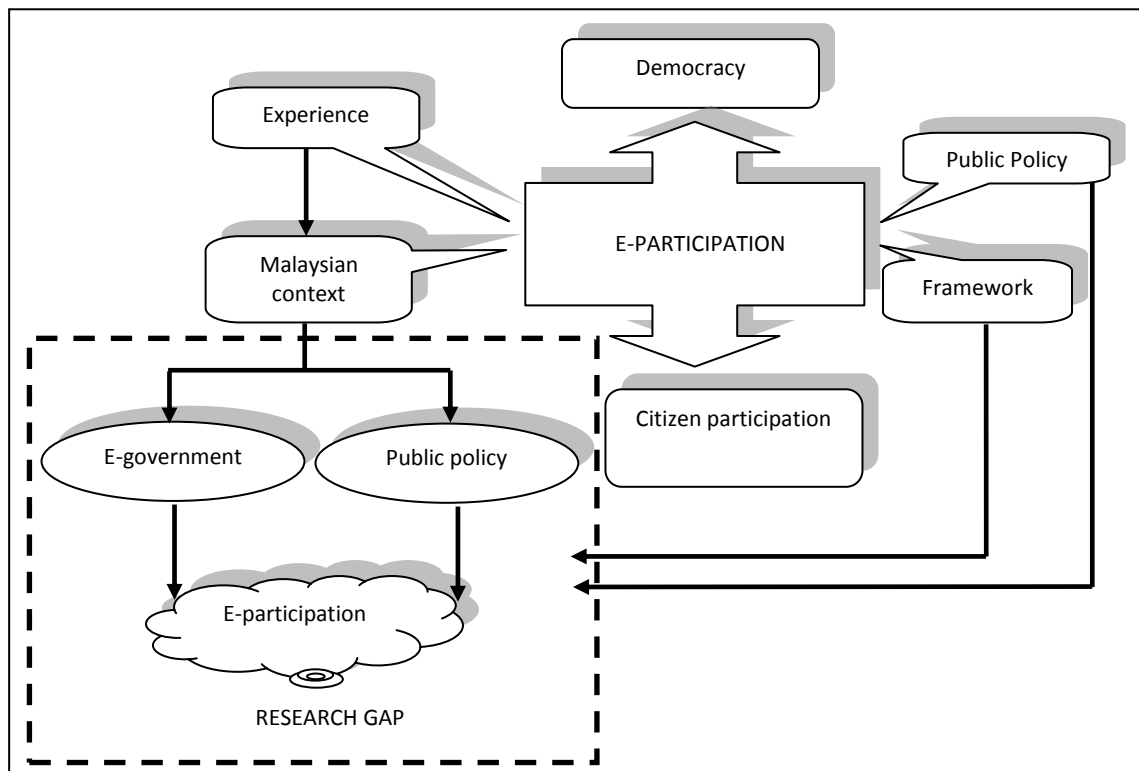 Democracy
Experience
Public Policy
E-PARTICIPATION
Malaysian
context
Framework
Citizen participation
E-government
Public policy
E-participation
RESEARCH GAP